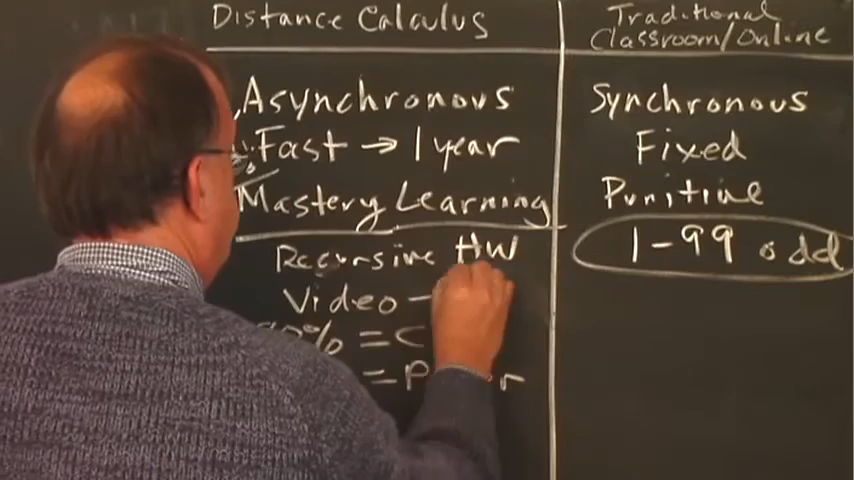 Distance Calculus
Traditional
Classroom/Online
Asynchronous
Fast → 1 year
Mastery Learning
Recursive HW
Video –
% = C
=
Synchronous
Fixed
Punitive
1-99 odd